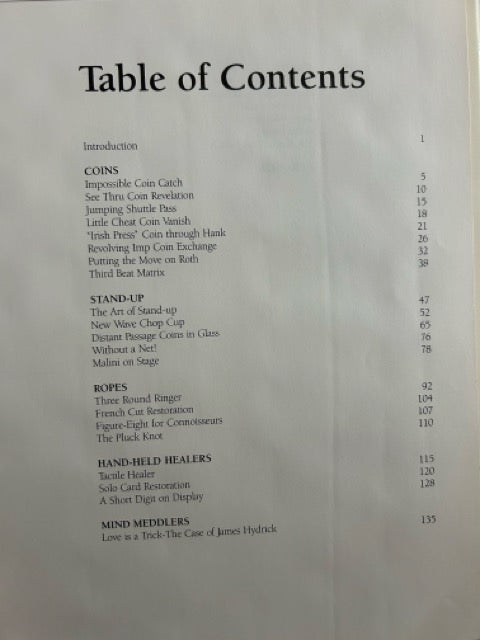 Table of Contents
Introduction 1
COINS
Impossible Coin Catch 5
See Thru Coin Revelation 10
Jumping Shuttle Pass 15
Little Cheat Coin Vanish 18
"Irish Press" Coin through Hank 21
Revolving Imp Coin Exchange 26
Putting the Move on Roth 32
Third Beat Matrix 38
STAND-UP
The Art of Stand-up 47
New Wave Chop Cup 52
Distant Passage Coins in Glass 65
Without a Net! 76
Malini on Stage 78
ROPES
Three Round Ringer 92
French Cut Restoration 104
Figure-Eight for Connoisseurs 107
The Pluck Knot 110
HAND-HELD HEALERS
Tactile Healer 115
Solo Card Restoration 120
A Short Digit on Display 128
MIND MEDDLERS
Love is a Trick-The Case of James Hydrick 135